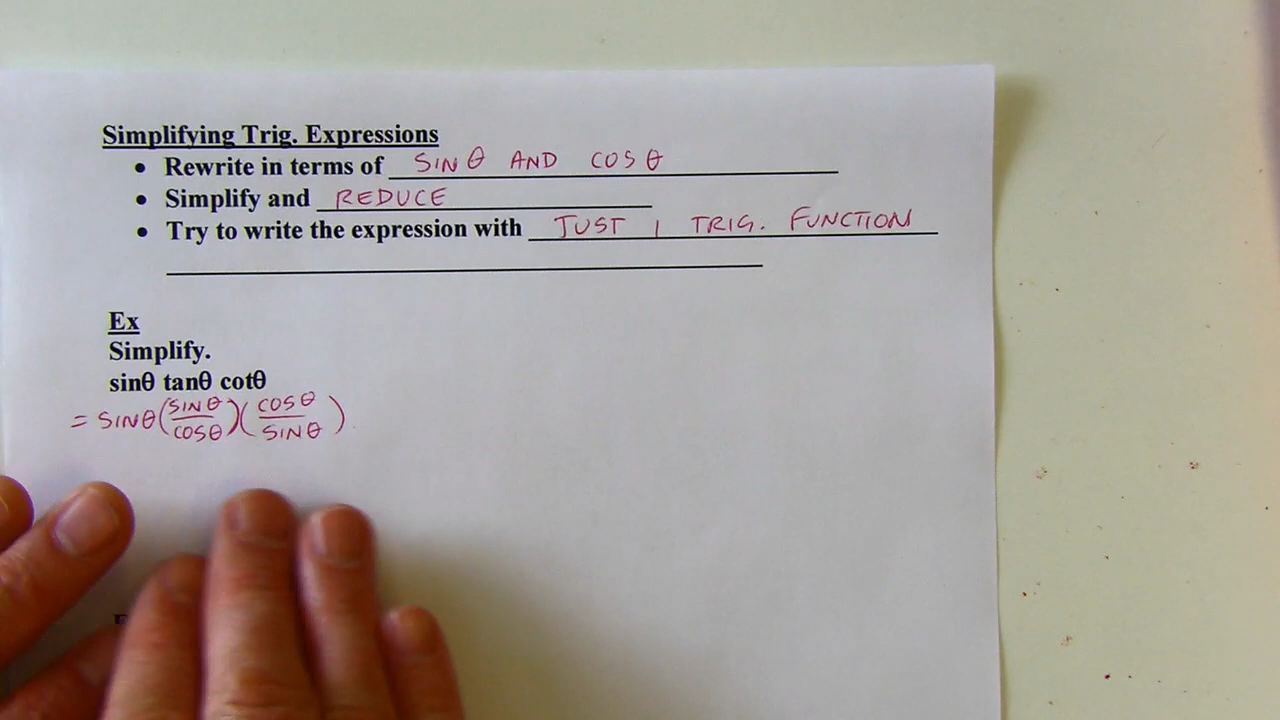 Simplifying Trig. Expressions
• Rewrite in terms of SIN θ AND COS θ
• Simplify and REDUCE
• Try to write the expression with JUST 1 TRIG. FUNCTION
Ex
Simplify.
sinθ tanθ cotθ
= SINθ(SINθ/COSθ)(COSθ/SINθ)